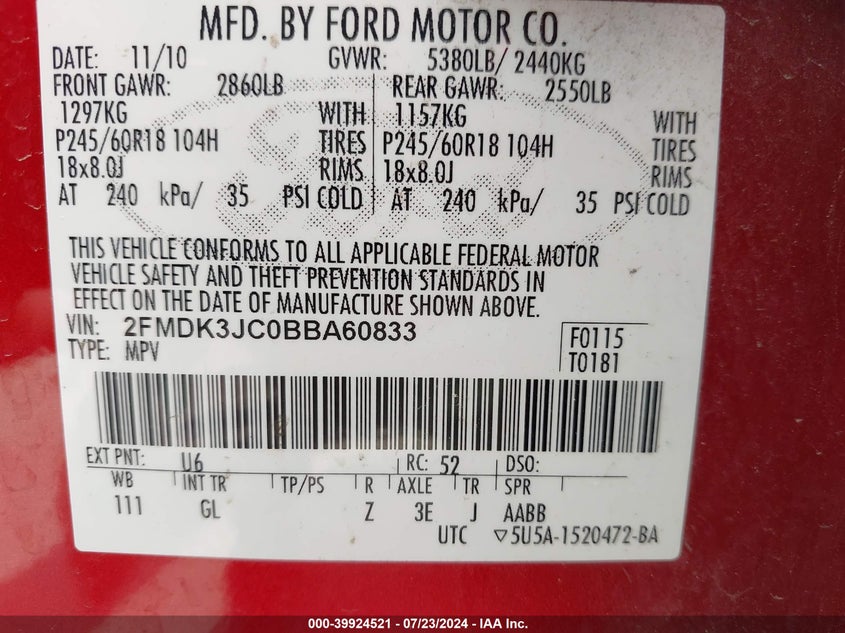 MFD. BY FORD MOTOR CO.
DATE: 11/10 GVWR: 5380LB/ 2440KG
FRONT GAWR: 2860LB REAR GAWR: 2550LB
1297KG WITH 1157KG WITH
P245/60R18 104H TIRES P245/60R18 104H TIRES
18x8.0J RIMS 18x8.0J RIMS
AT 240 kPa/ 35 PSI COLD AT 240 kPa/ 35 PSI COLD
THIS VEHICLE CONFORMS TO ALL APPLICABLE FEDERAL MOTOR
VEHICLE SAFETY AND THEFT PREVENTION STANDARDS IN
EFFECT ON THE DATE OF MANUFACTURE SHOWN ABOVE.
VIN: 2FMDK3JC0BBA60833 F0115
TYPE: MPV T0181
EXT PNT: U6 RC: 52 DSO:
WB INT TR TP/PS R AXLE TR SPR
111 GL Z 3E J AABB
UTC ▽5U5A-1520472-BA
000-39924521 / 07/23/2024 - IAA Inc.